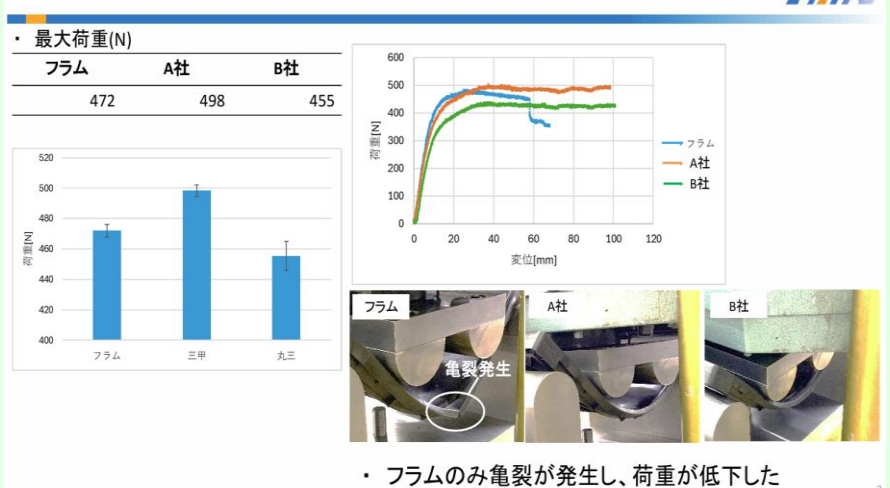 ・ 最大荷重(N)
フラム A社 B社
472 498 455
520
500
480
460
440
420
400
荷重[N]
フラム 三甲 丸三
600
500
400
300
200
100
0
荷重[N]
0 20 40 60 80 100 120
変位[mm]
フラム
A社
B社
フラム A社 B社
亀裂発生
・ フラムのみ亀裂が発生し、荷重が低下した